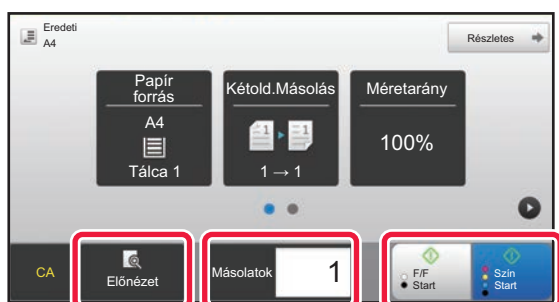 Eredeti
A4
Részletes
Papír
forrás
A4
Tálca 1
Kétold.Másolás
1 → 1
Méretarány
100%
CA
Előnézet
Másolatok
1
F/F
Start
Szín
Start